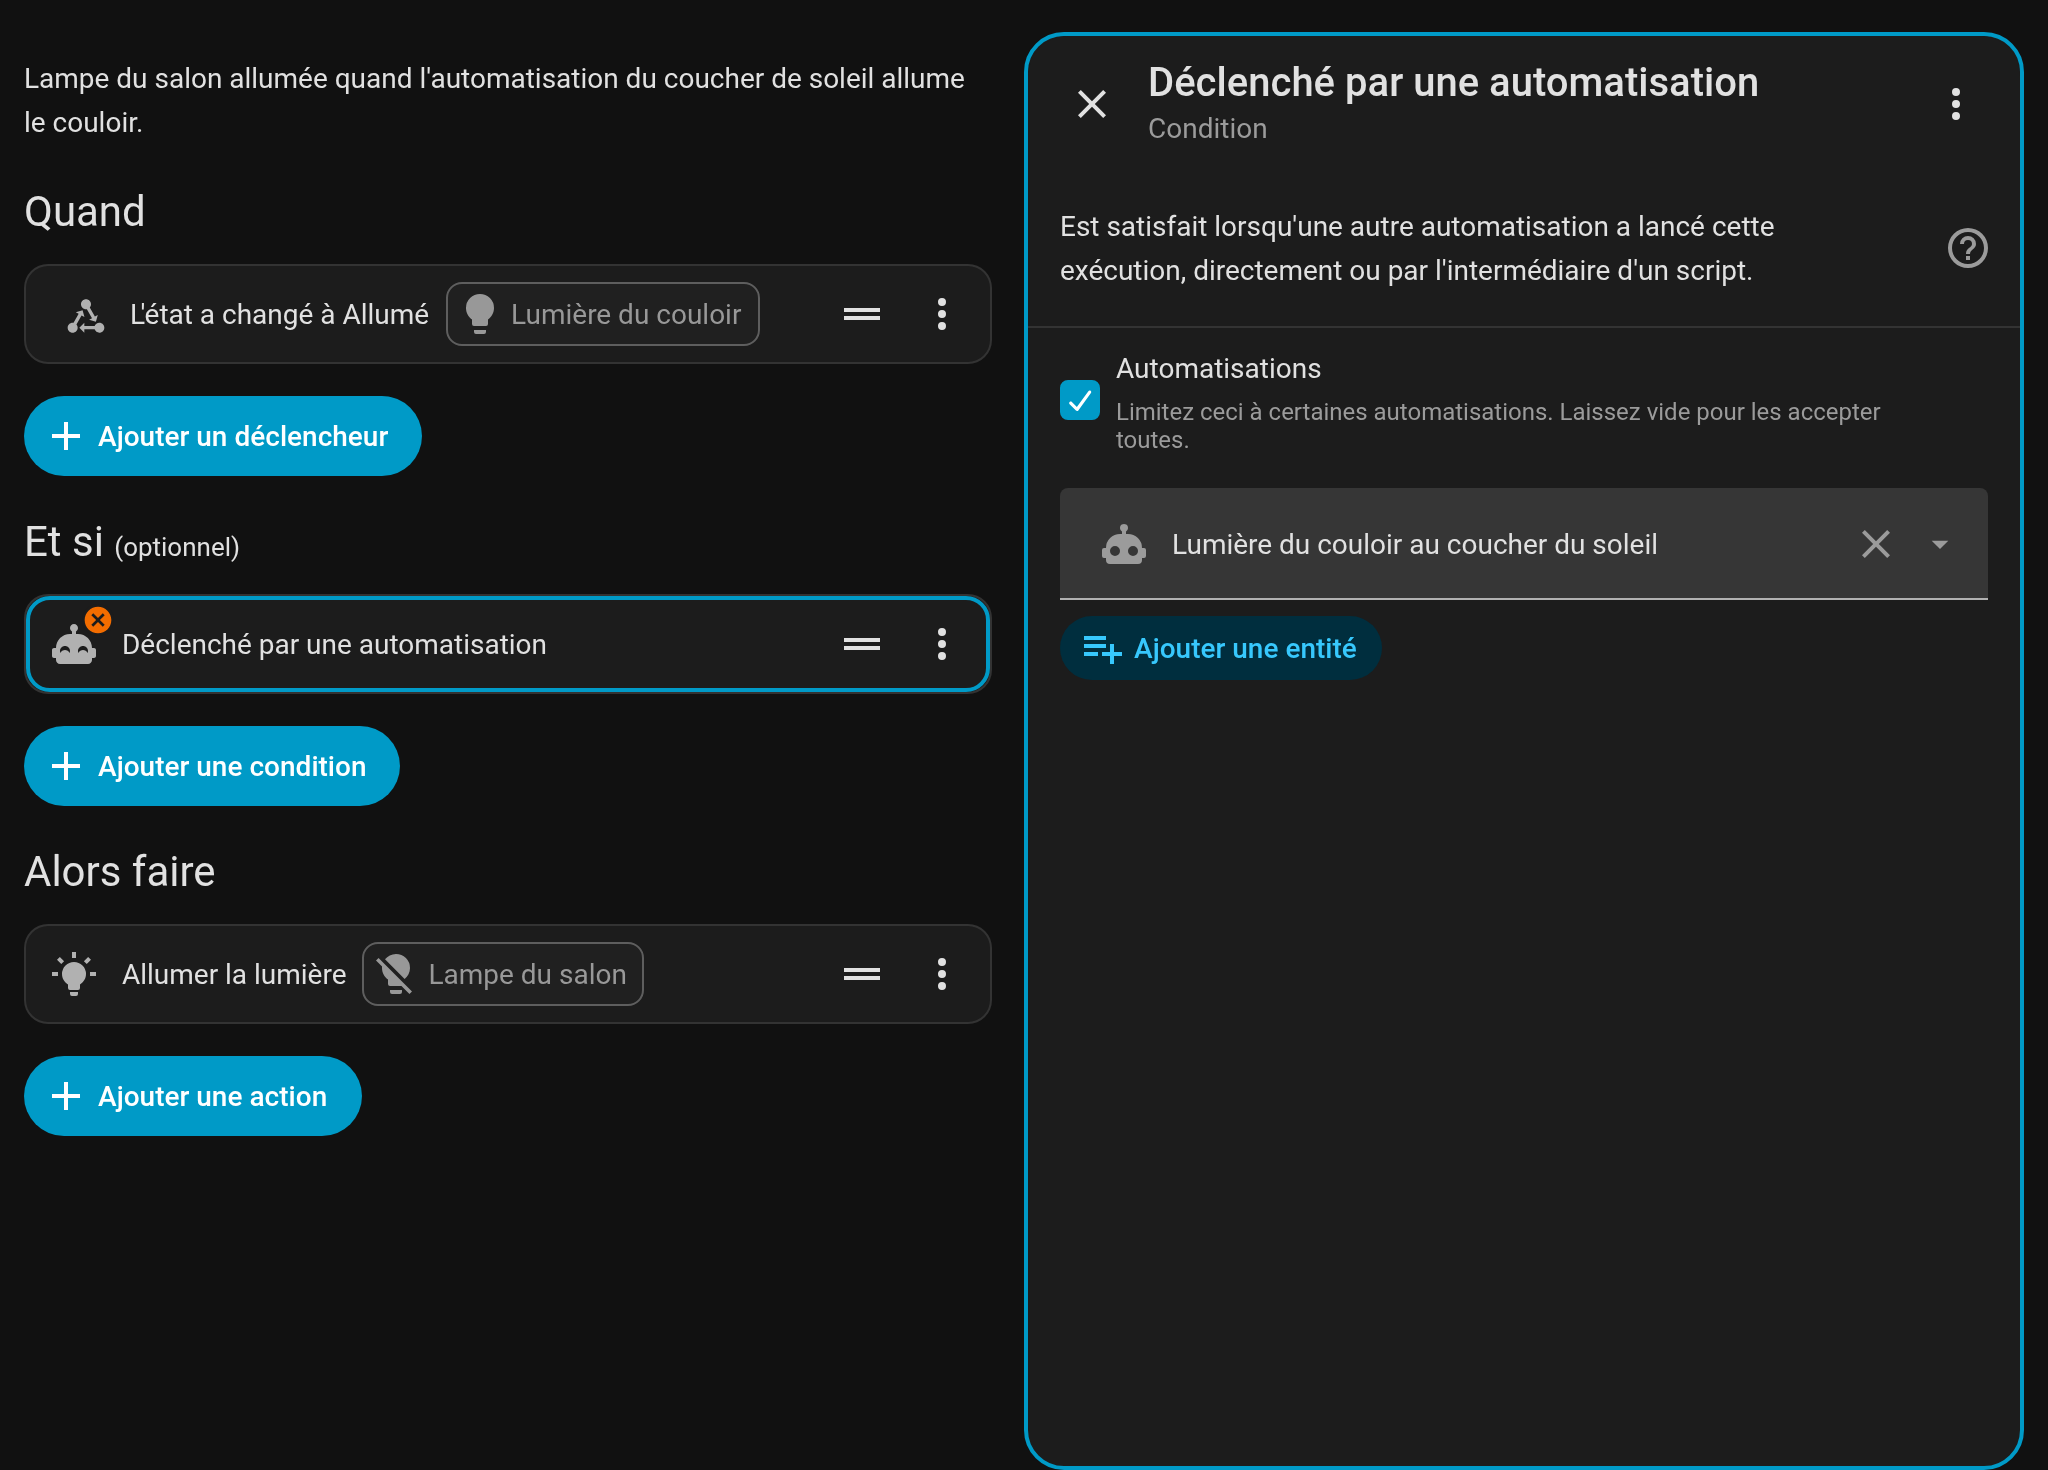 Lampe du salon allumée quand l'automatisation du coucher de soleil allume
le couloir.
Quand
L'état a changé à Allumé
Lumière du couloir
Ajouter un déclencheur
Et si (optionnel)
Déclenché par une automatisation
Ajouter une condition
Alors faire
Allumer la lumière
Lampe du salon
Ajouter une action
Déclenché par une automatisation
Condition
Est satisfait lorsqu'une autre automatisation a lancé cette
exécution, directement ou par l'intermédiaire d'un script.
Automatisations
Limitez ceci à certaines automatisations. Laissez vide pour les accepter
toutes.
Lumière du couloir au coucher du soleil
Ajouter une entité